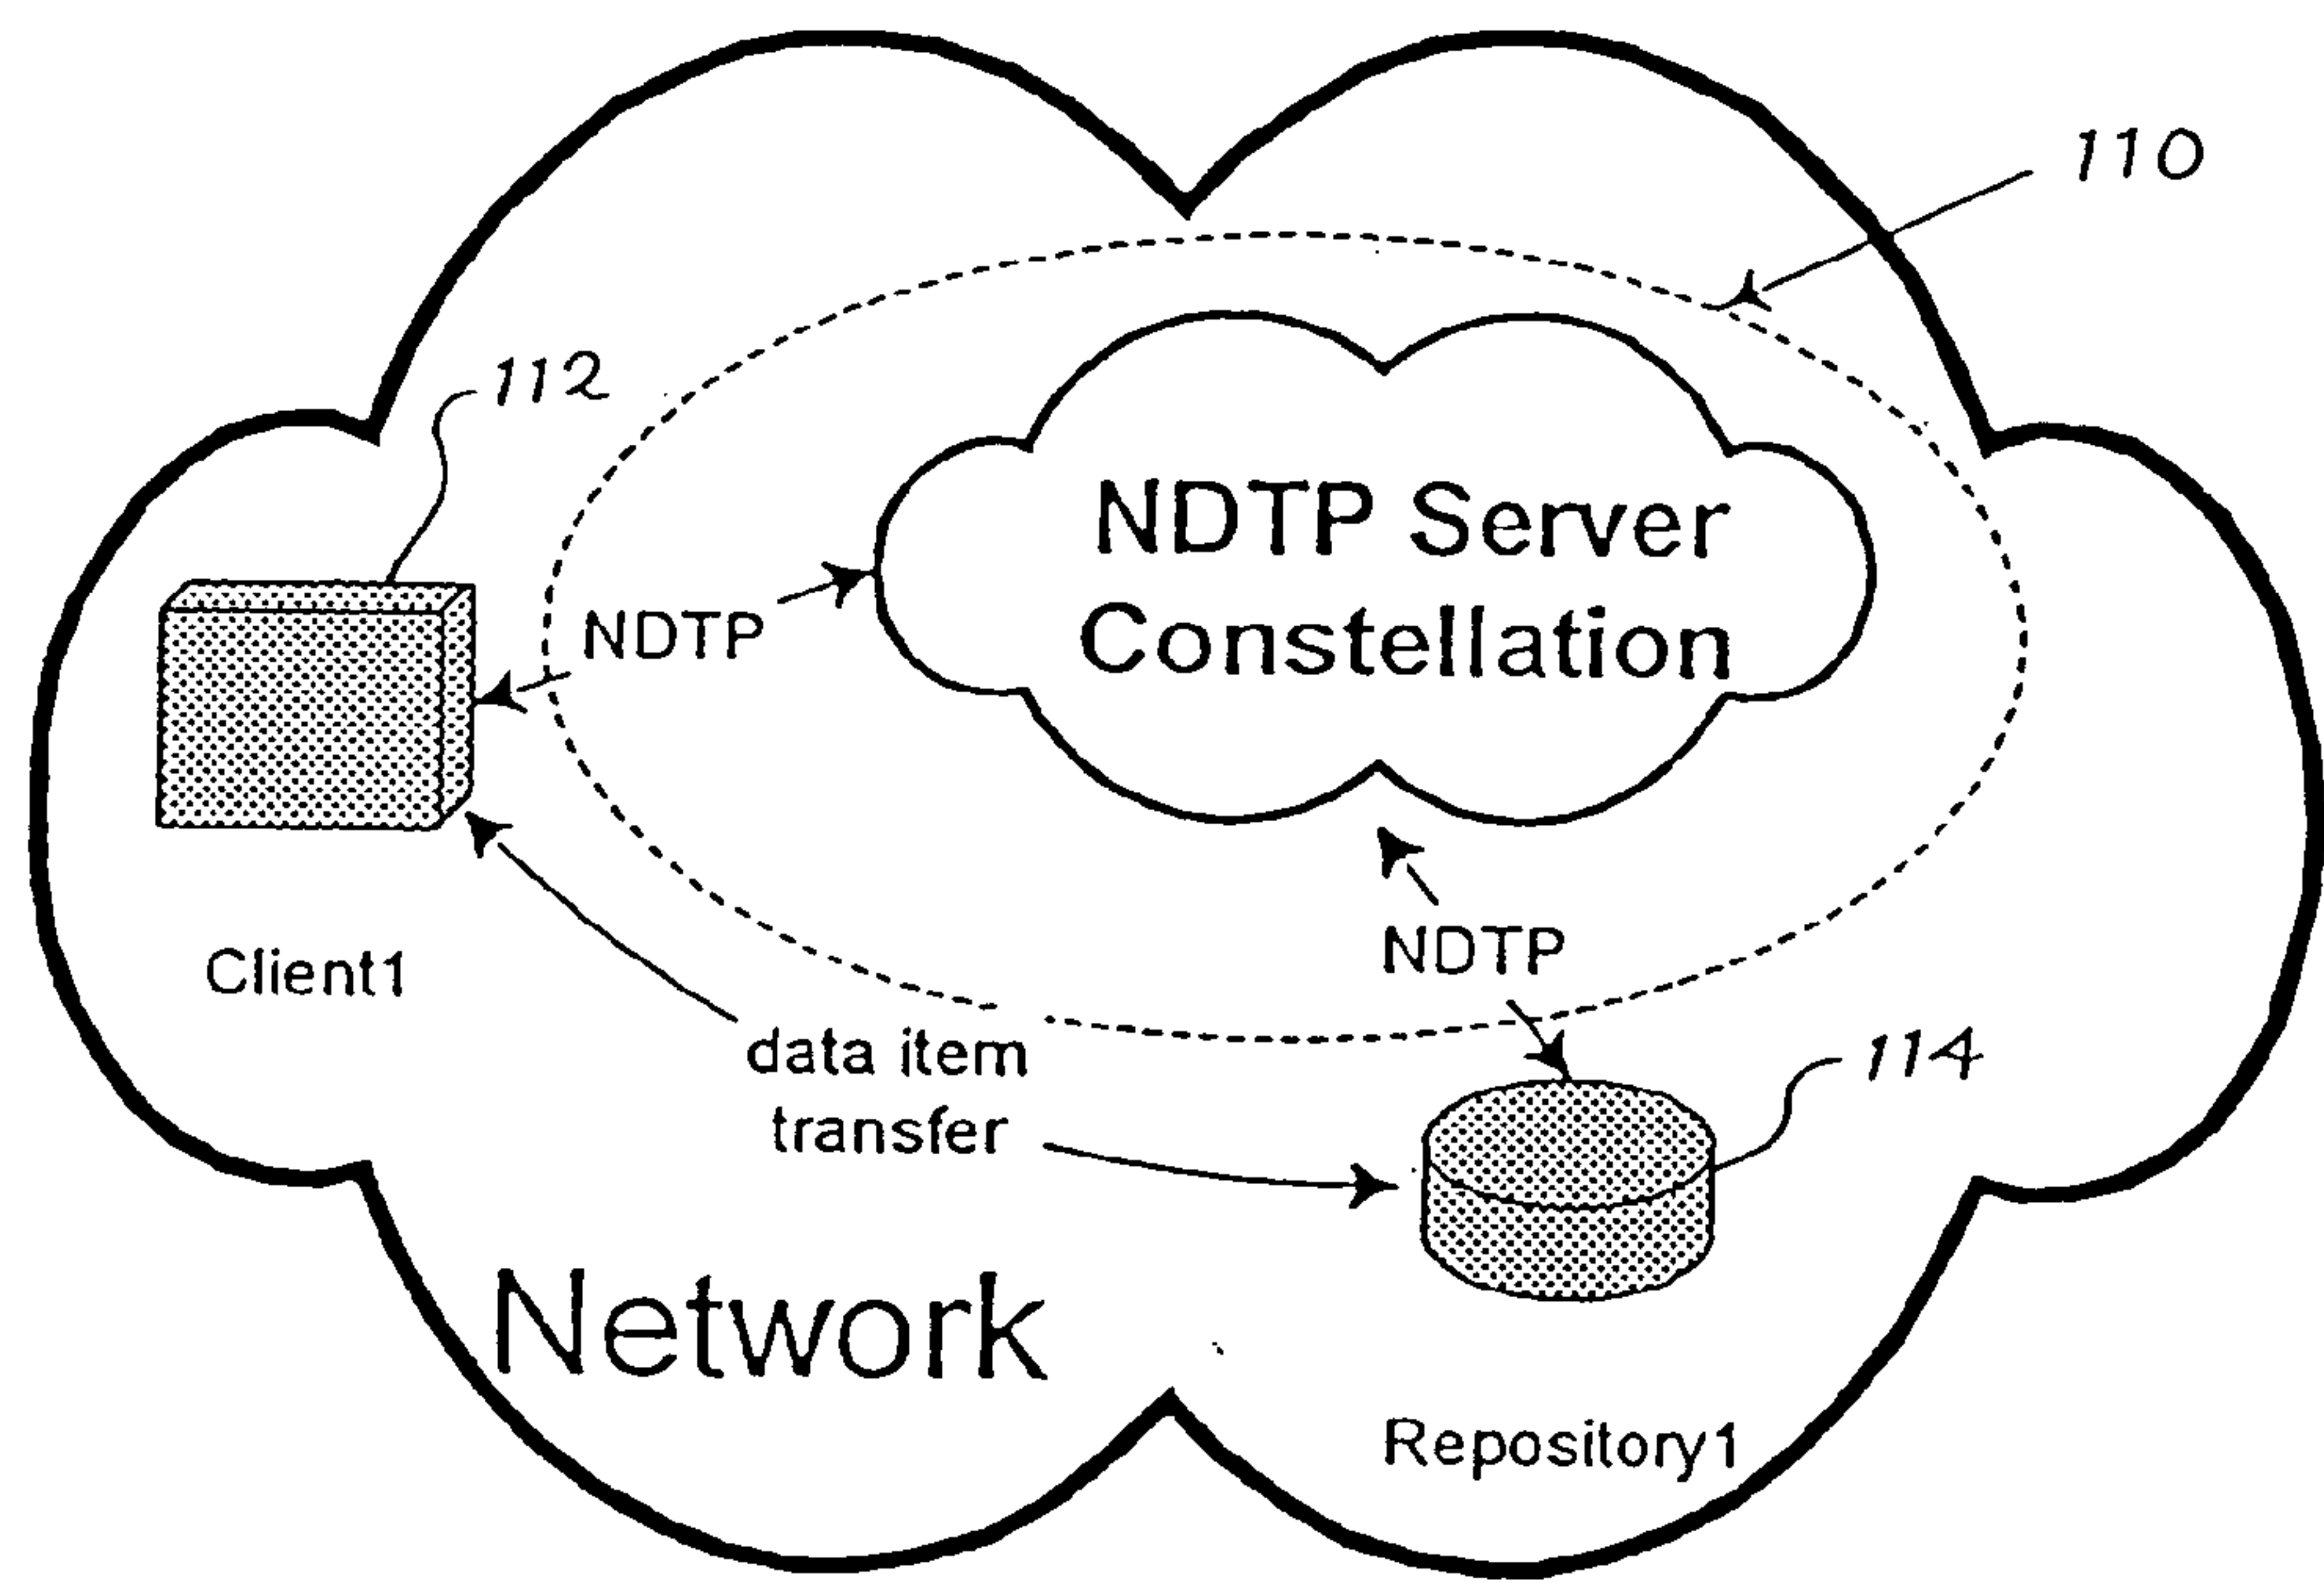 110
112
NDTP Server
Constellation
NDTP
NDTP
Client1
data item
transfer
114
Network
Repository1